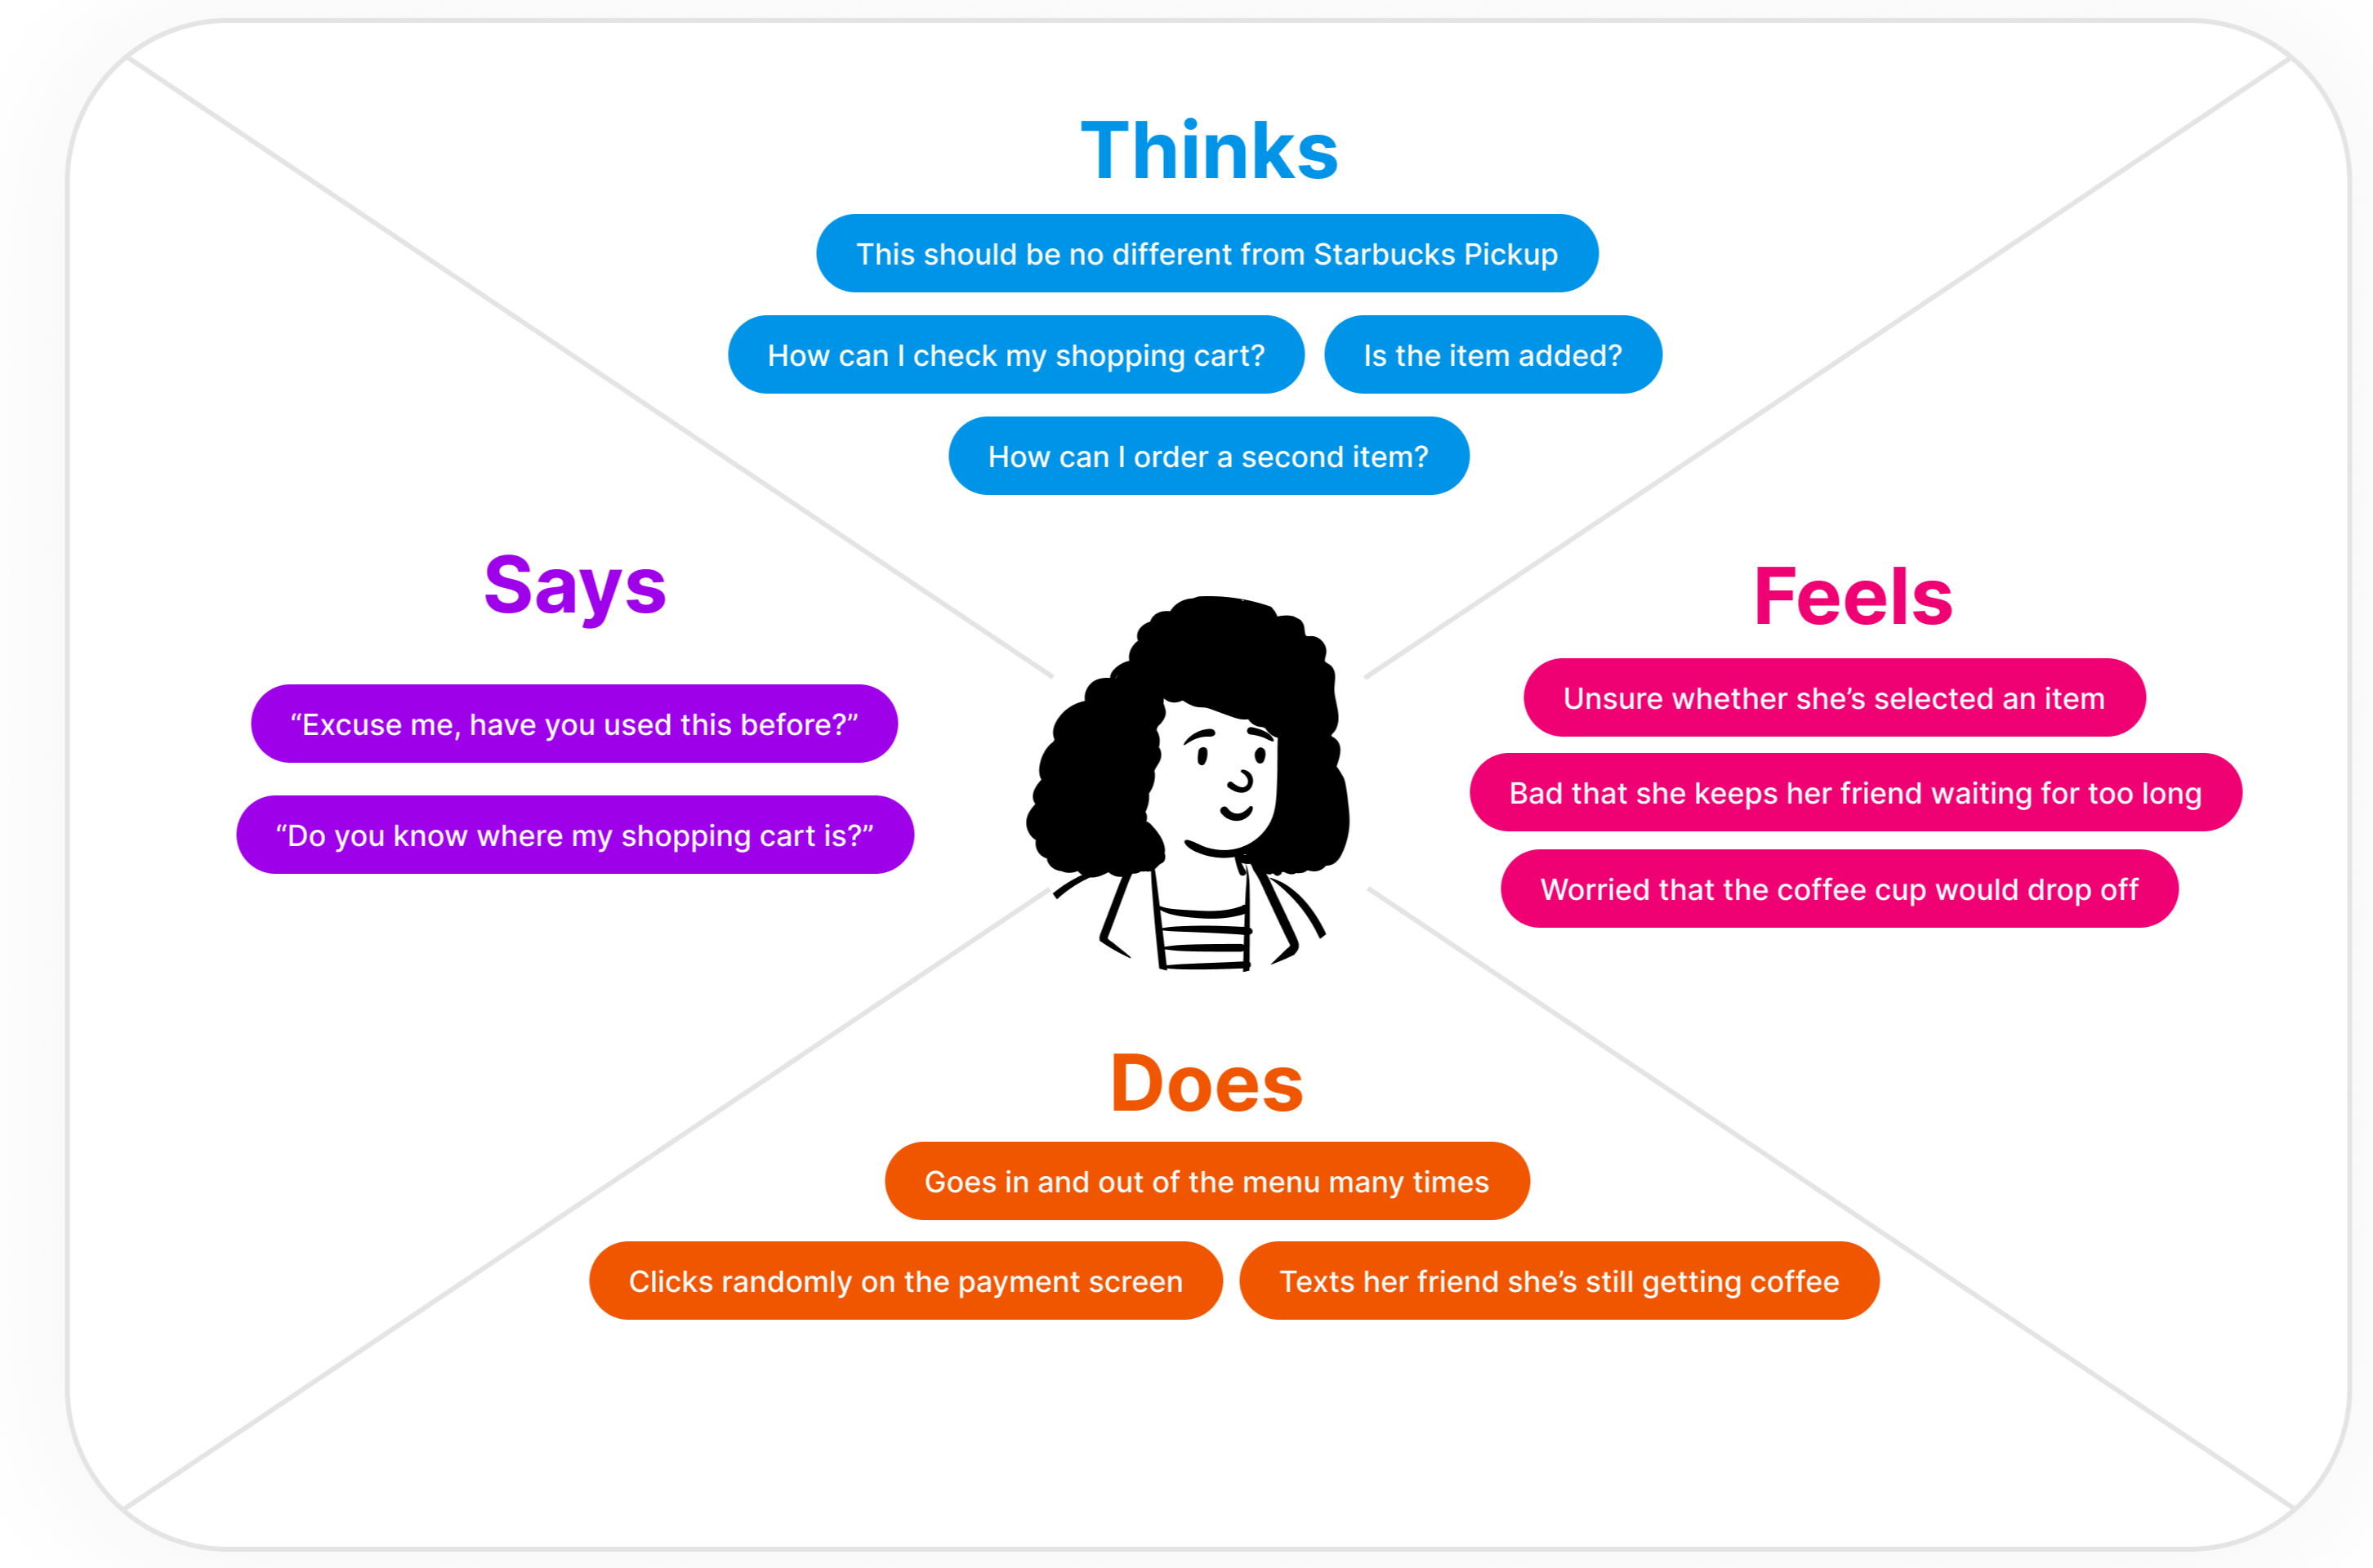 Thinks
This should be no different from Starbucks Pickup
How can I check my shopping cart?
Is the item added?
How can I order a second item?
Says
“Excuse me, have you used this before?”
“Do you know where my shopping cart is?”
Feels
Unsure whether she’s selected an item
Bad that she keeps her friend waiting for too long
Worried that the coffee cup would drop off
Does
Goes in and out of the menu many times
Clicks randomly on the payment screen
Texts her friend she’s still getting coffee